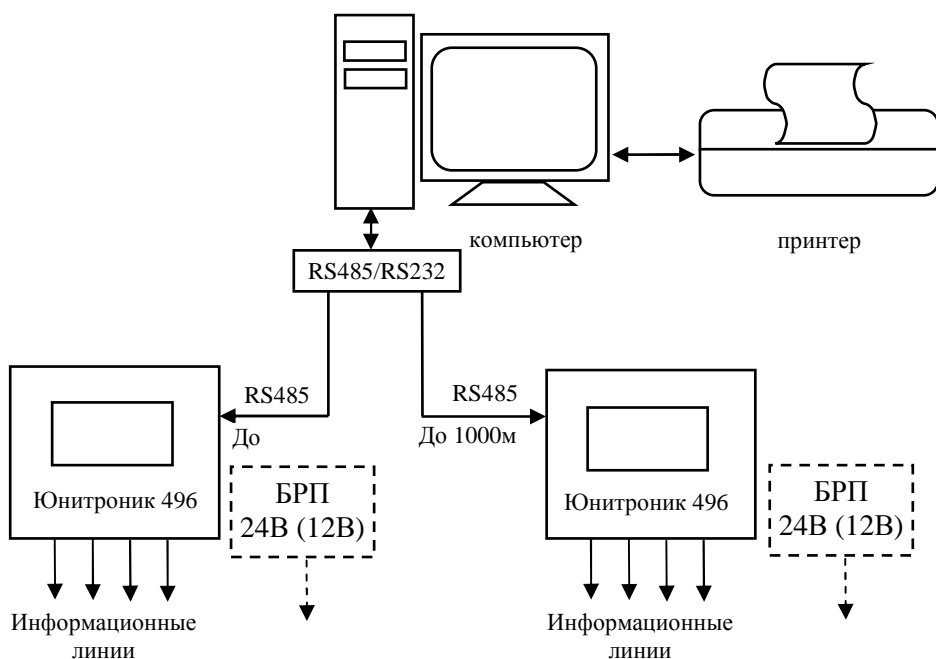 компьютер
принтер
RS485/RS232
RS485
До
RS485
До 1000м
Юнитроник 496
БРП
24В (12В)
Юнитроник 496
БРП
24В (12В)
Информационные
линии
Информационные
линии